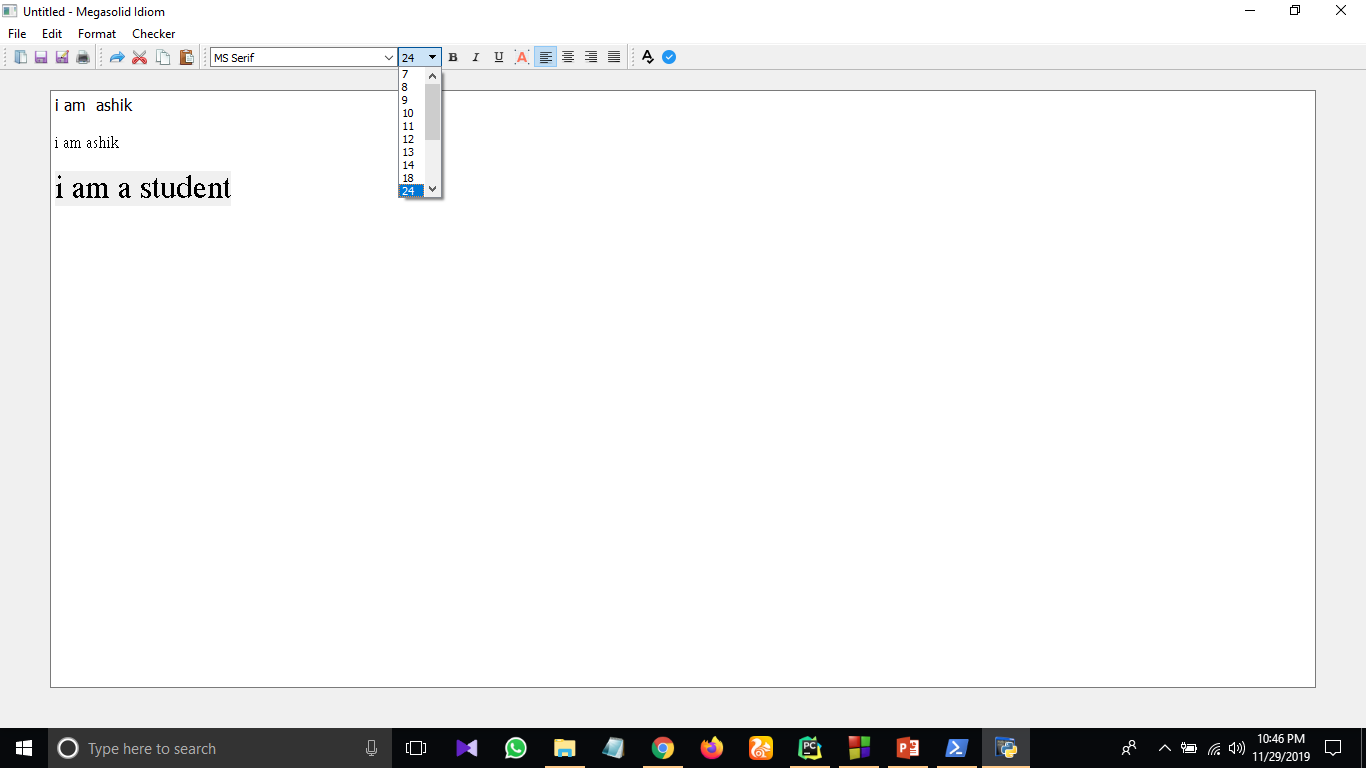 Untitled - Megasolid Idiom
File Edit Format Checker
MS Serif 24 B I U A A
7
8
9
10
11
12
13
14
18
24
i am  ashik
i am ashik
i am a student
Type here to search
PC
10:46 PM
11/29/2019